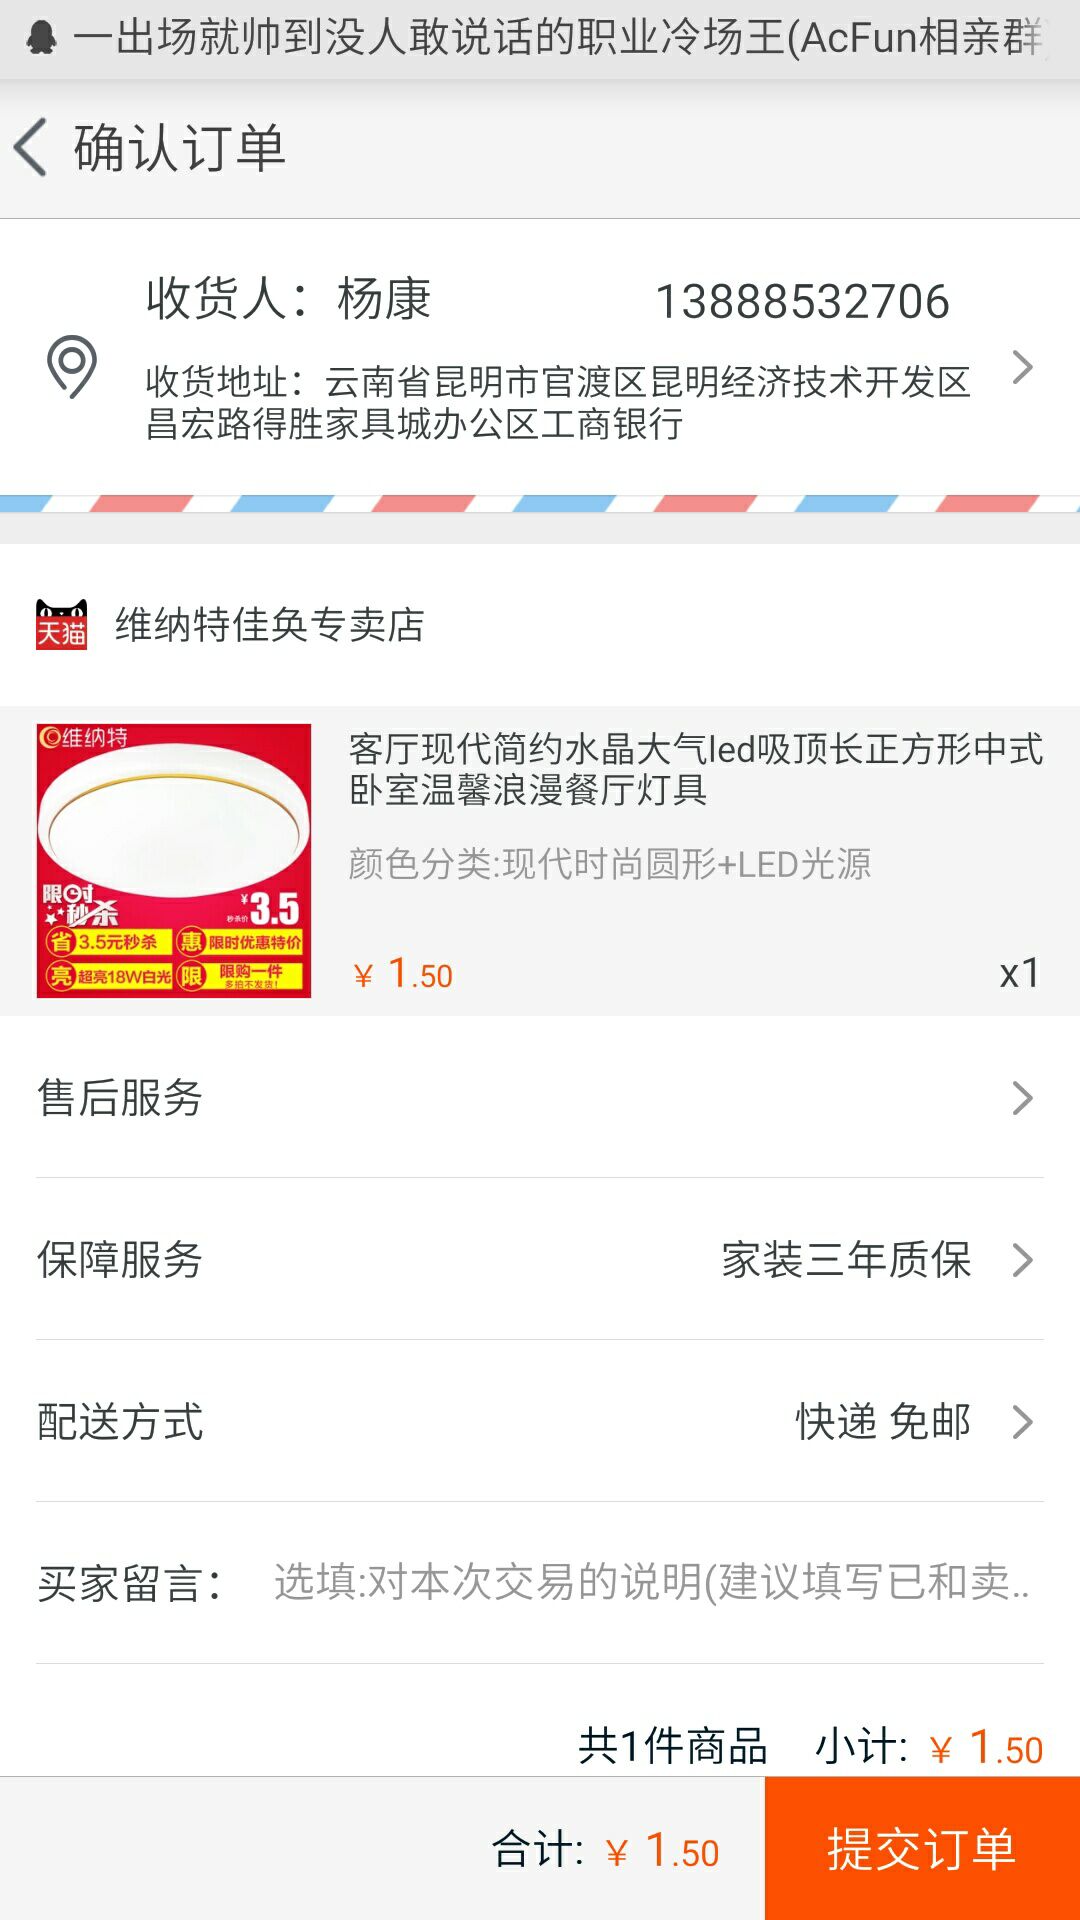 一出场就帅到没人敢说话的职业冷场王(AcFun相亲群)
确认订单
收货人：杨康 13888532706
收货地址：云南省昆明市官渡区昆明经济技术开发区
昌宏路得胜家具城办公区工商银行
天猫 维纳特佳奂专卖店
维纳特
限时
秒杀
秒杀价 ¥3.5
省 3.5元秒杀 惠 限时优惠特价
亮 超亮18W白光 限 限购一件
多拍不发货!
客厅现代简约水晶大气led吸顶长正方形中式
卧室温馨浪漫餐厅灯具
颜色分类:现代时尚圆形+LED光源
¥ 1.50 x1
售后服务
保障服务 家装三年质保
配送方式 快递 免邮
买家留言： 选填:对本次交易的说明(建议填写已和卖..
共1件商品 小计: ¥ 1.50
合计: ¥ 1.50 提交订单